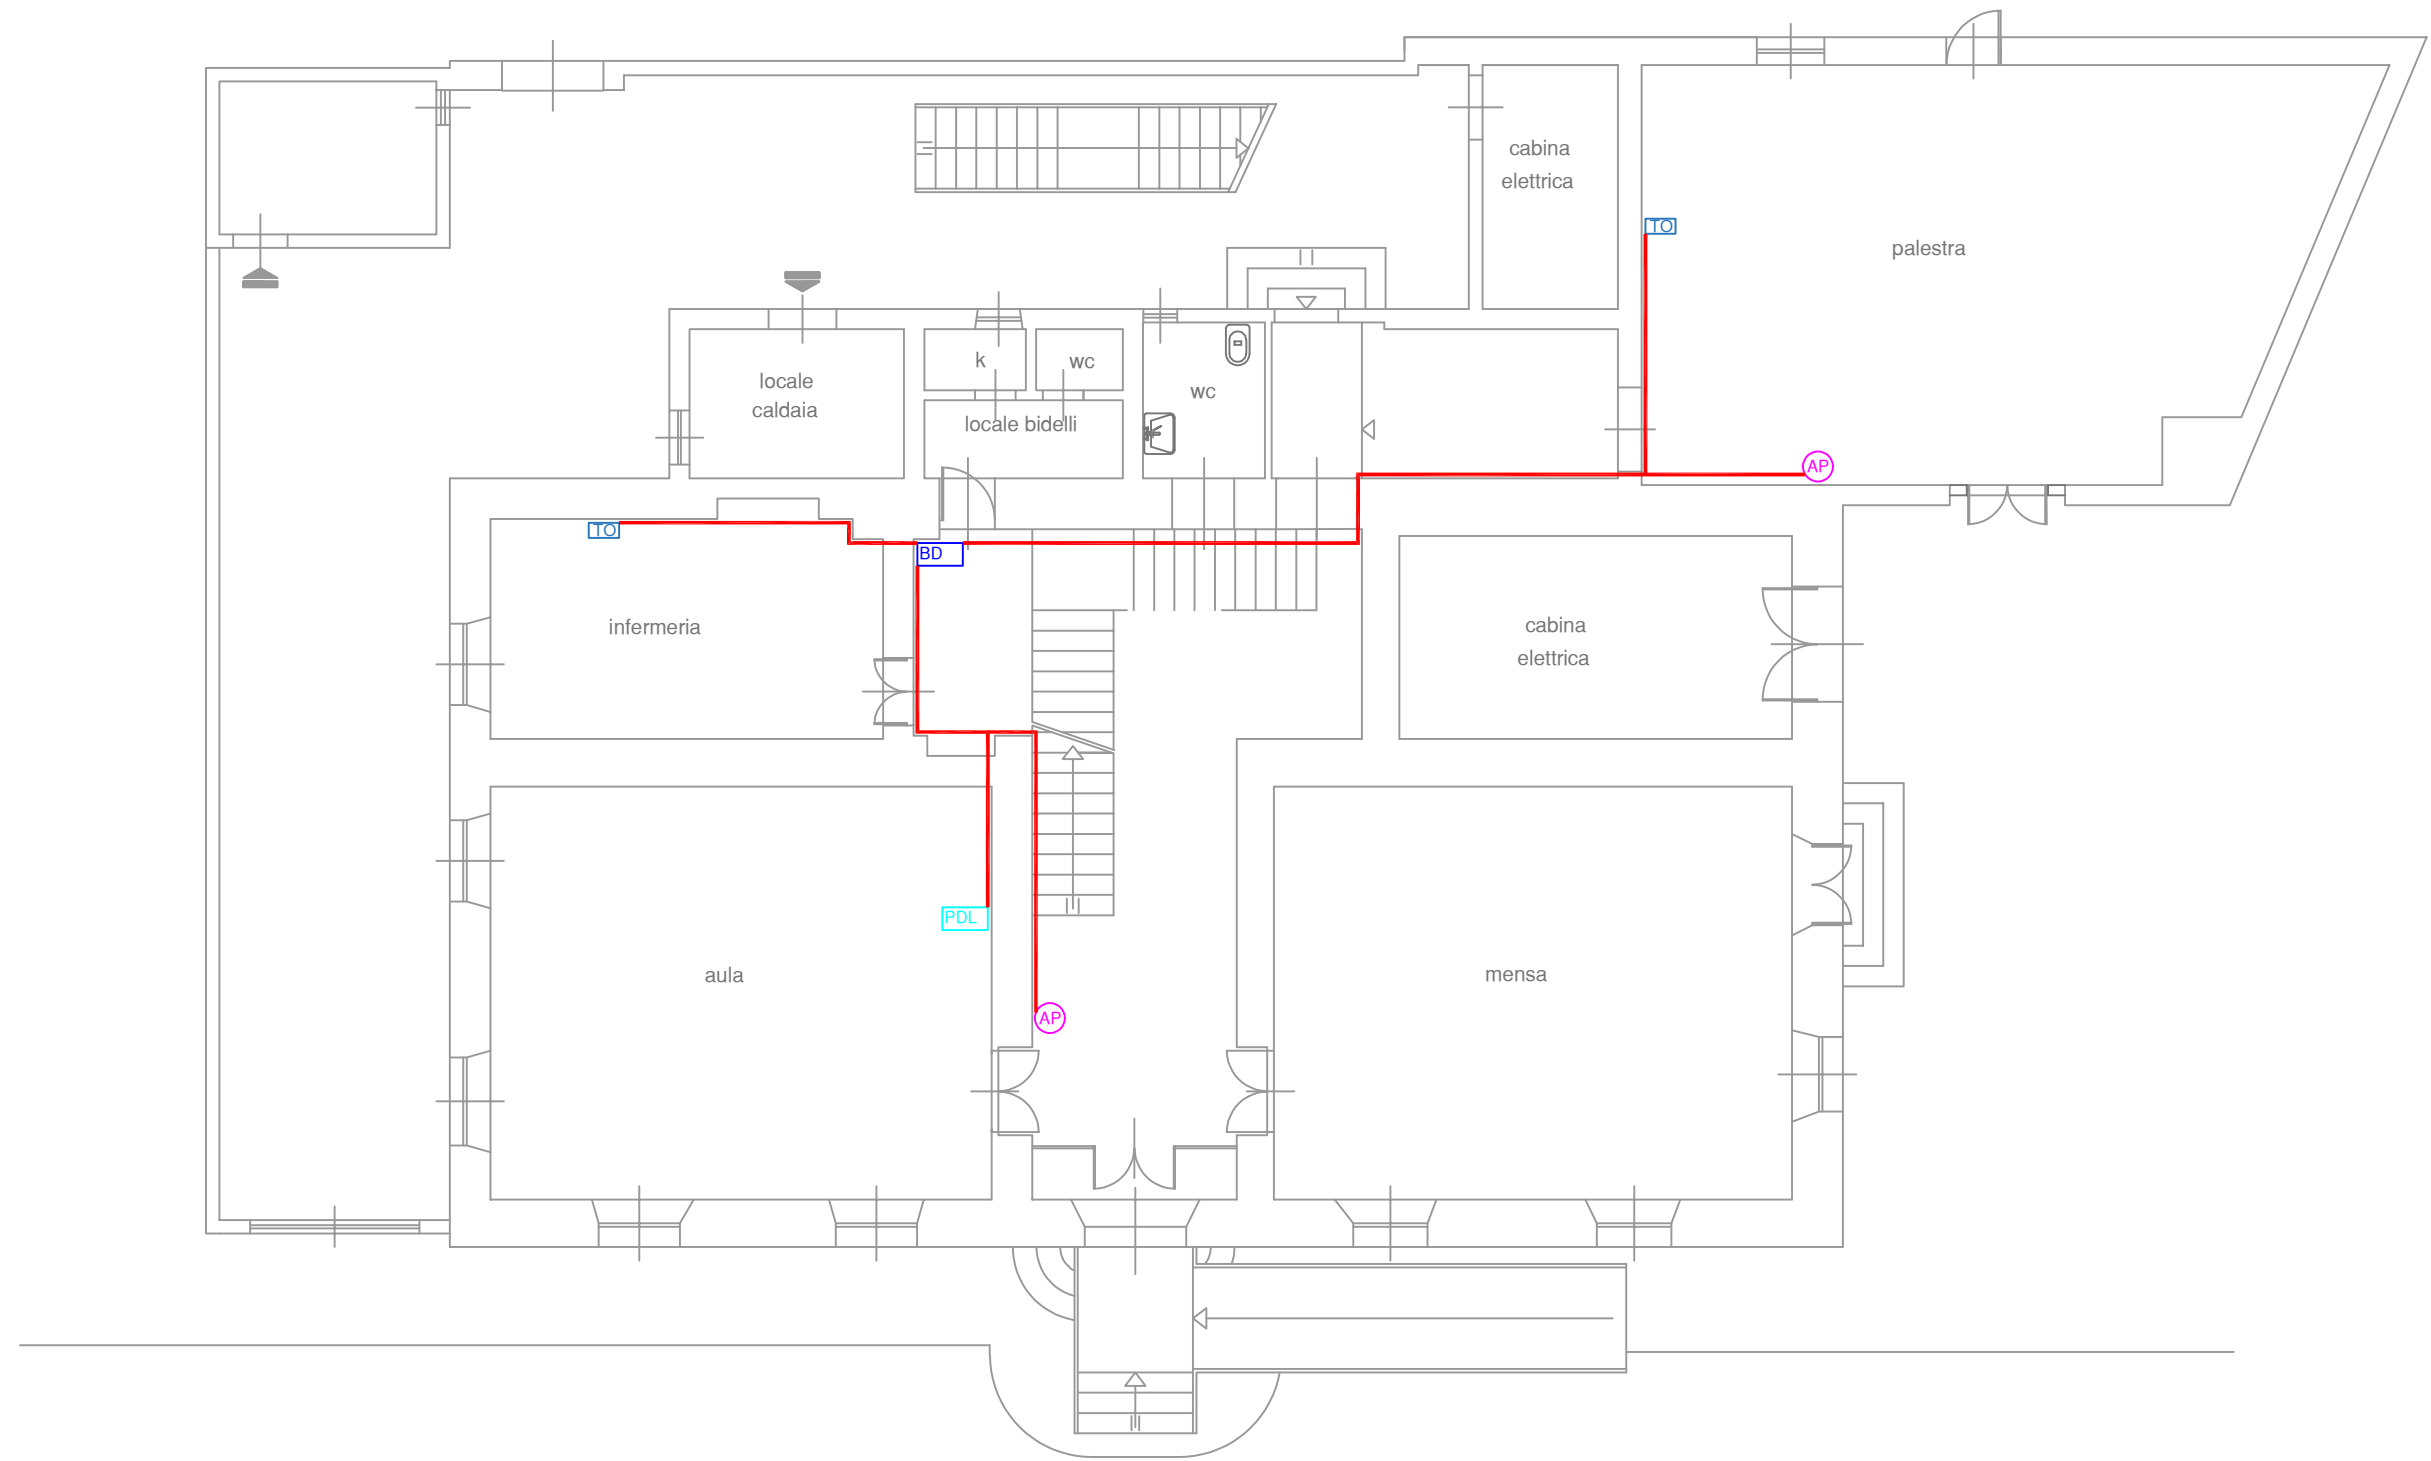 cabina
elettrica
TO
palestra
k
wc
locale
caldaia
wc
locale bidelli
AP
TO
BD
infermeria
cabina
elettrica
PDL
aula
mensa
AP